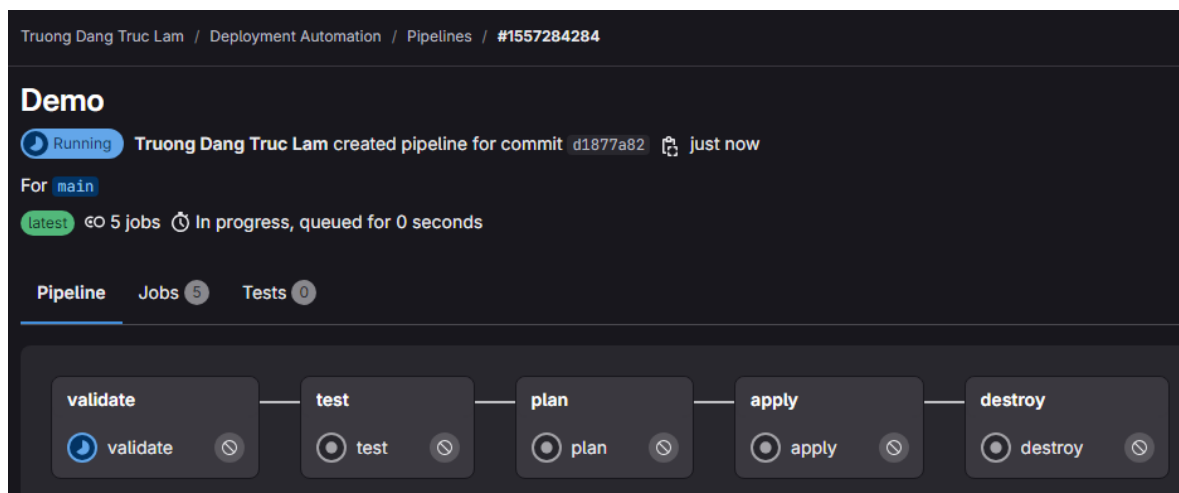 Truong Dang Truc Lam / Deployment Automation / Pipelines / #1557284284
Demo
Running Truong Dang Truc Lam created pipeline for commit d1877a82 just now
For main
latest 5 jobs In progress, queued for 0 seconds
Pipeline Jobs 5 Tests 0
validate test plan apply destroy
validate test plan apply destroy